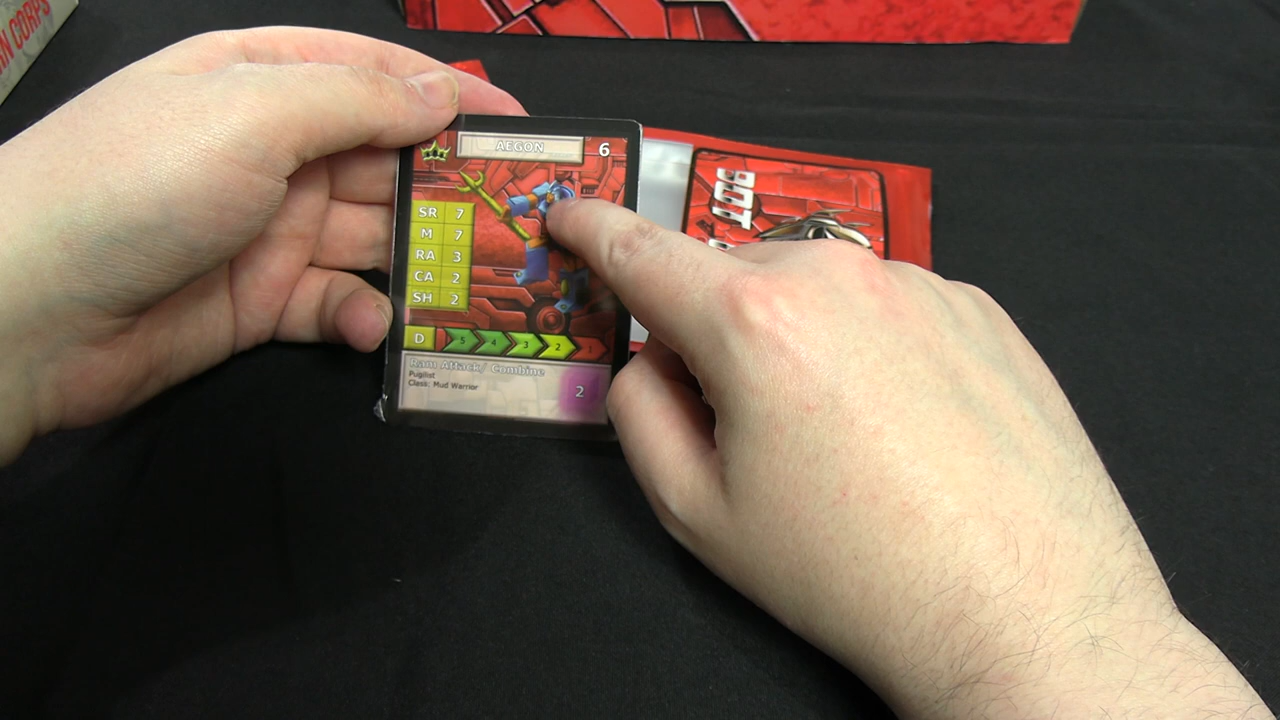 N CORPS
AEGON 6
SR 7
M 7
RA 3
CA 2
SH 2
D 5 4 3 2 1
Ram Attack/ Combine
Pugilist
Class: Mud Warrior
2
BOT